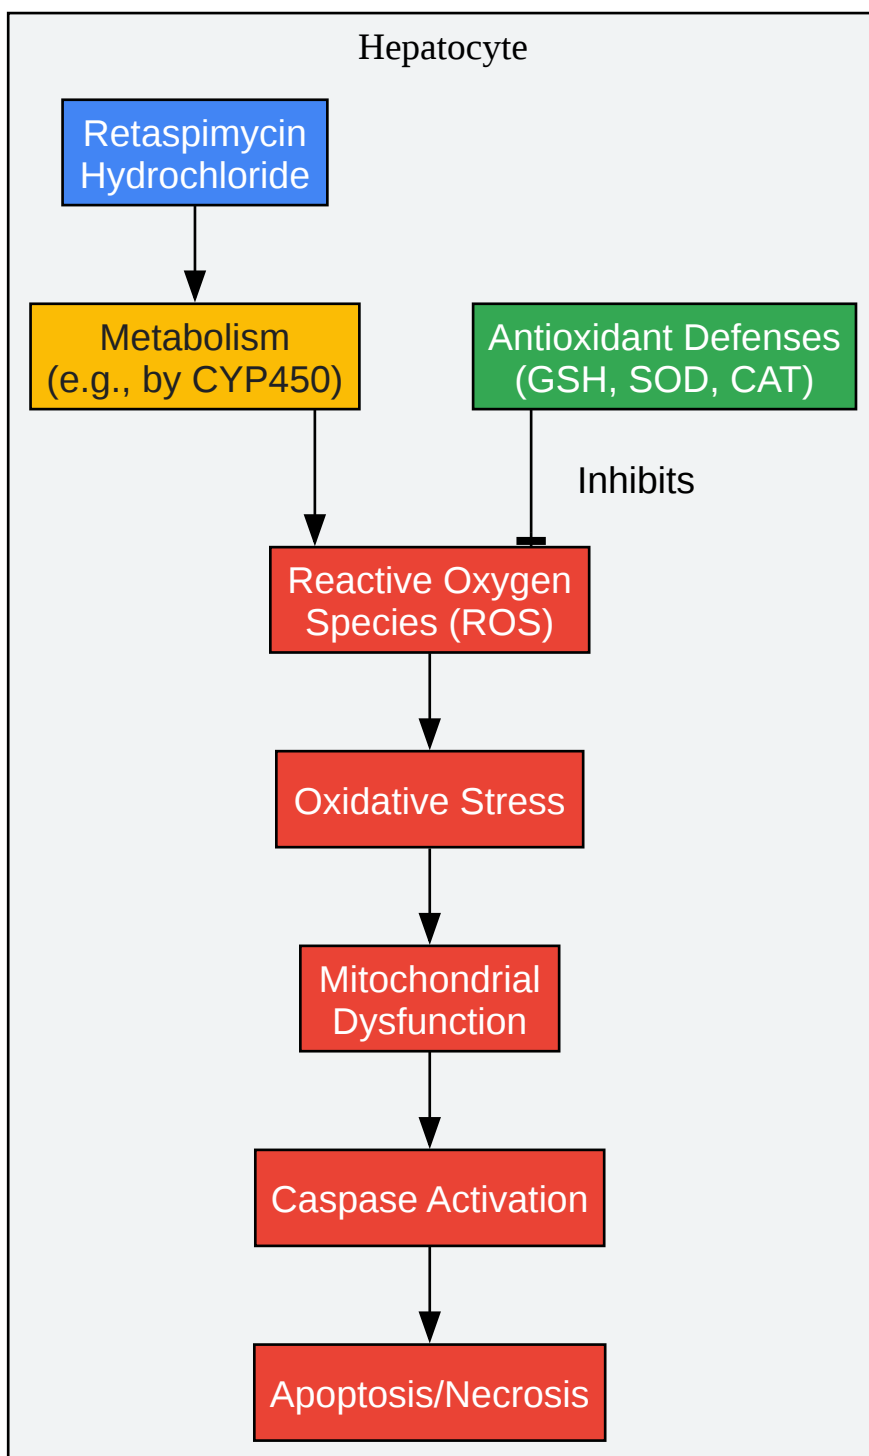 Hepatocyte
Retaspimycin
Hydrochloride
Metabolism
(e.g., by CYP450)
Antioxidant Defenses
(GSH, SOD, CAT)
Inhibits
Reactive Oxygen
Species (ROS)
Oxidative Stress
Mitochondrial
Dysfunction
Caspase Activation
Apoptosis/Necrosis